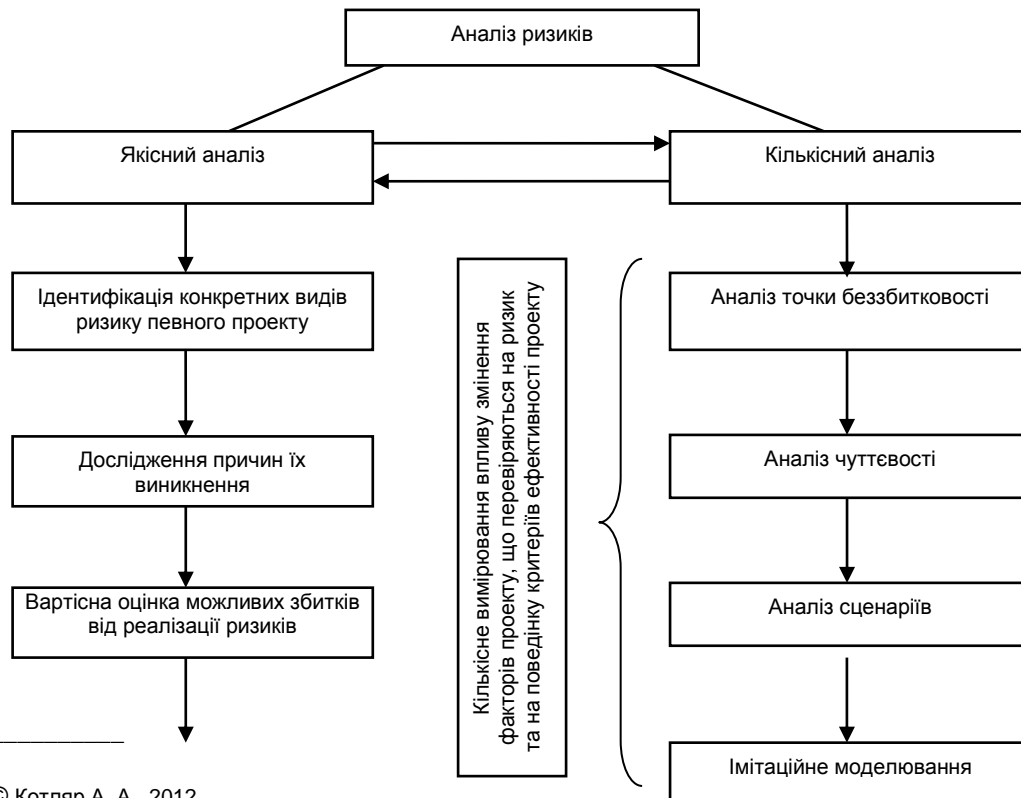 Аналіз ризиків
Якісний аналіз
Кількісний аналіз
Ідентифікація конкретних видів
ризику певного проекту
Дослідження причин їх
виникнення
Вартісна оцінка можливих збитків
від реалізації ризиків
Кількісне вимірювання впливу змінення
факторів проекту, що перевіряються на ризик
та на поведінку критеріїв ефективності проекту
Аналіз точки беззбитковості
Аналіз чуттєвості
Аналіз сценаріїв
Імітаційне моделювання
© Котляр А. А., 2012